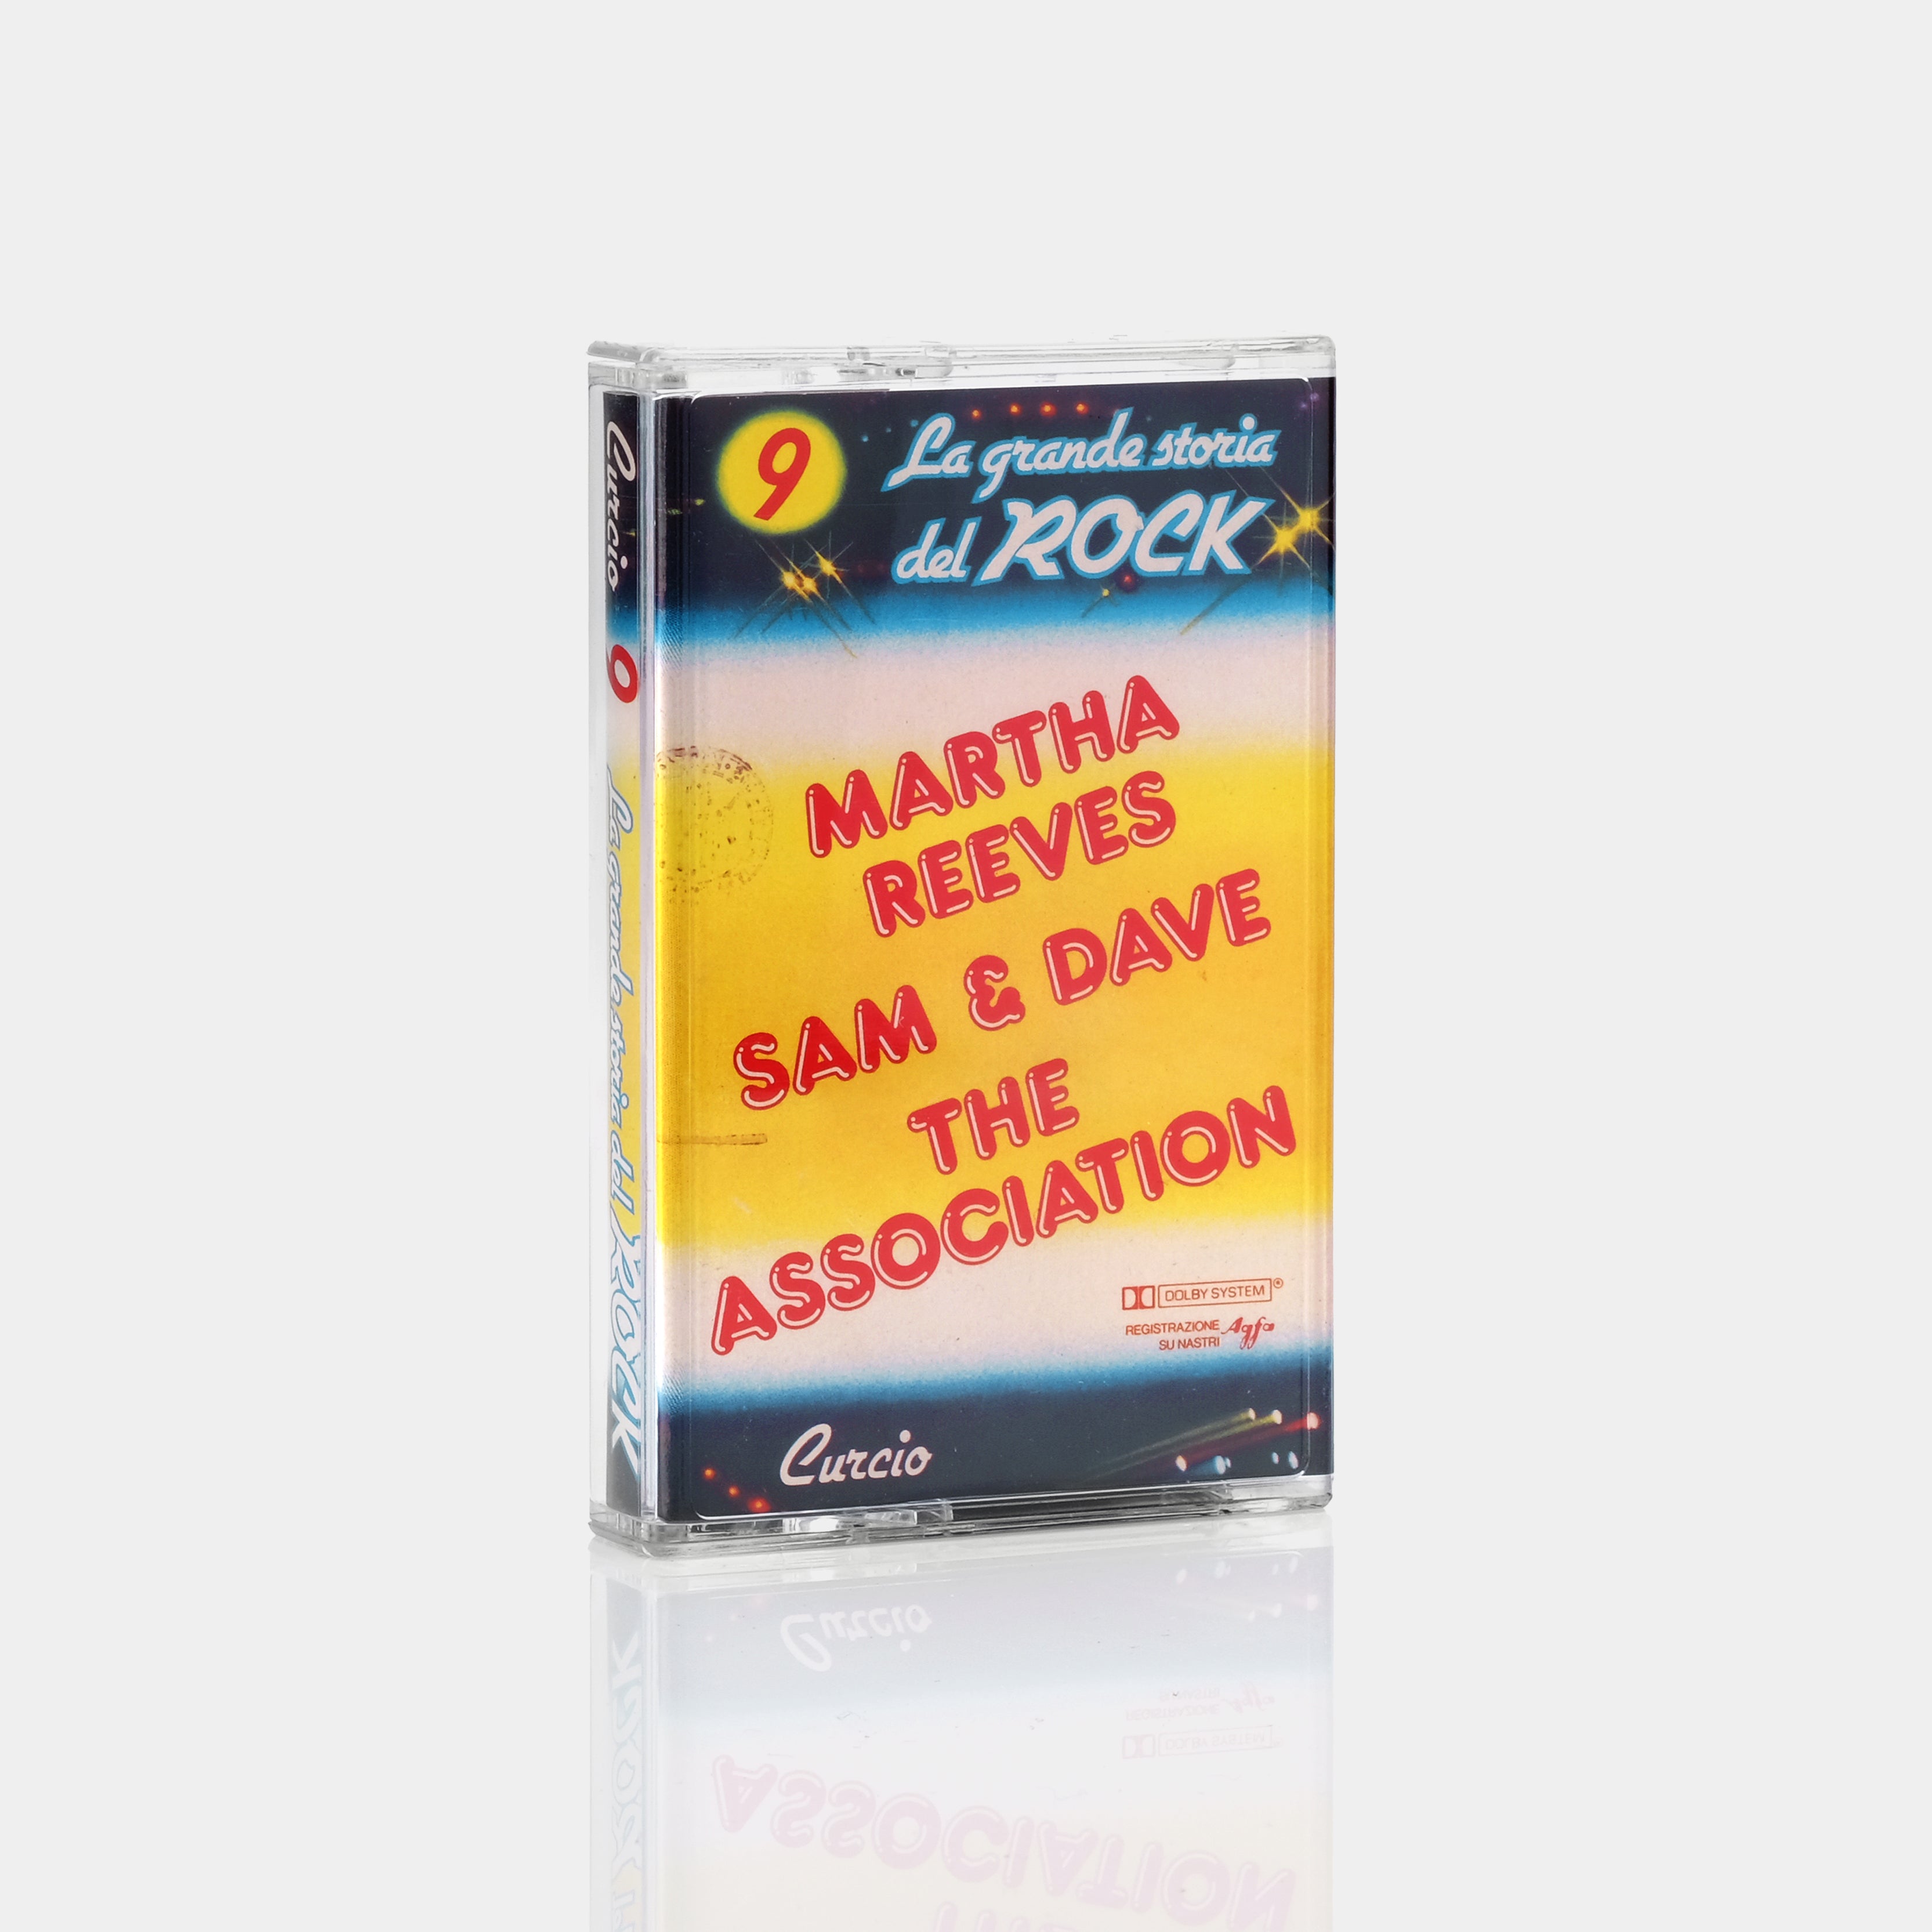 9
La grande storia
del ROCK
MARTHA
REEVES
SAM & DAVE
THE
ASSOCIATION
DOLBY SYSTEM®
REGISTRAZIONE Agfa
SU NASTRI
Curcio
Curcio 9 La grande storia del ROCK